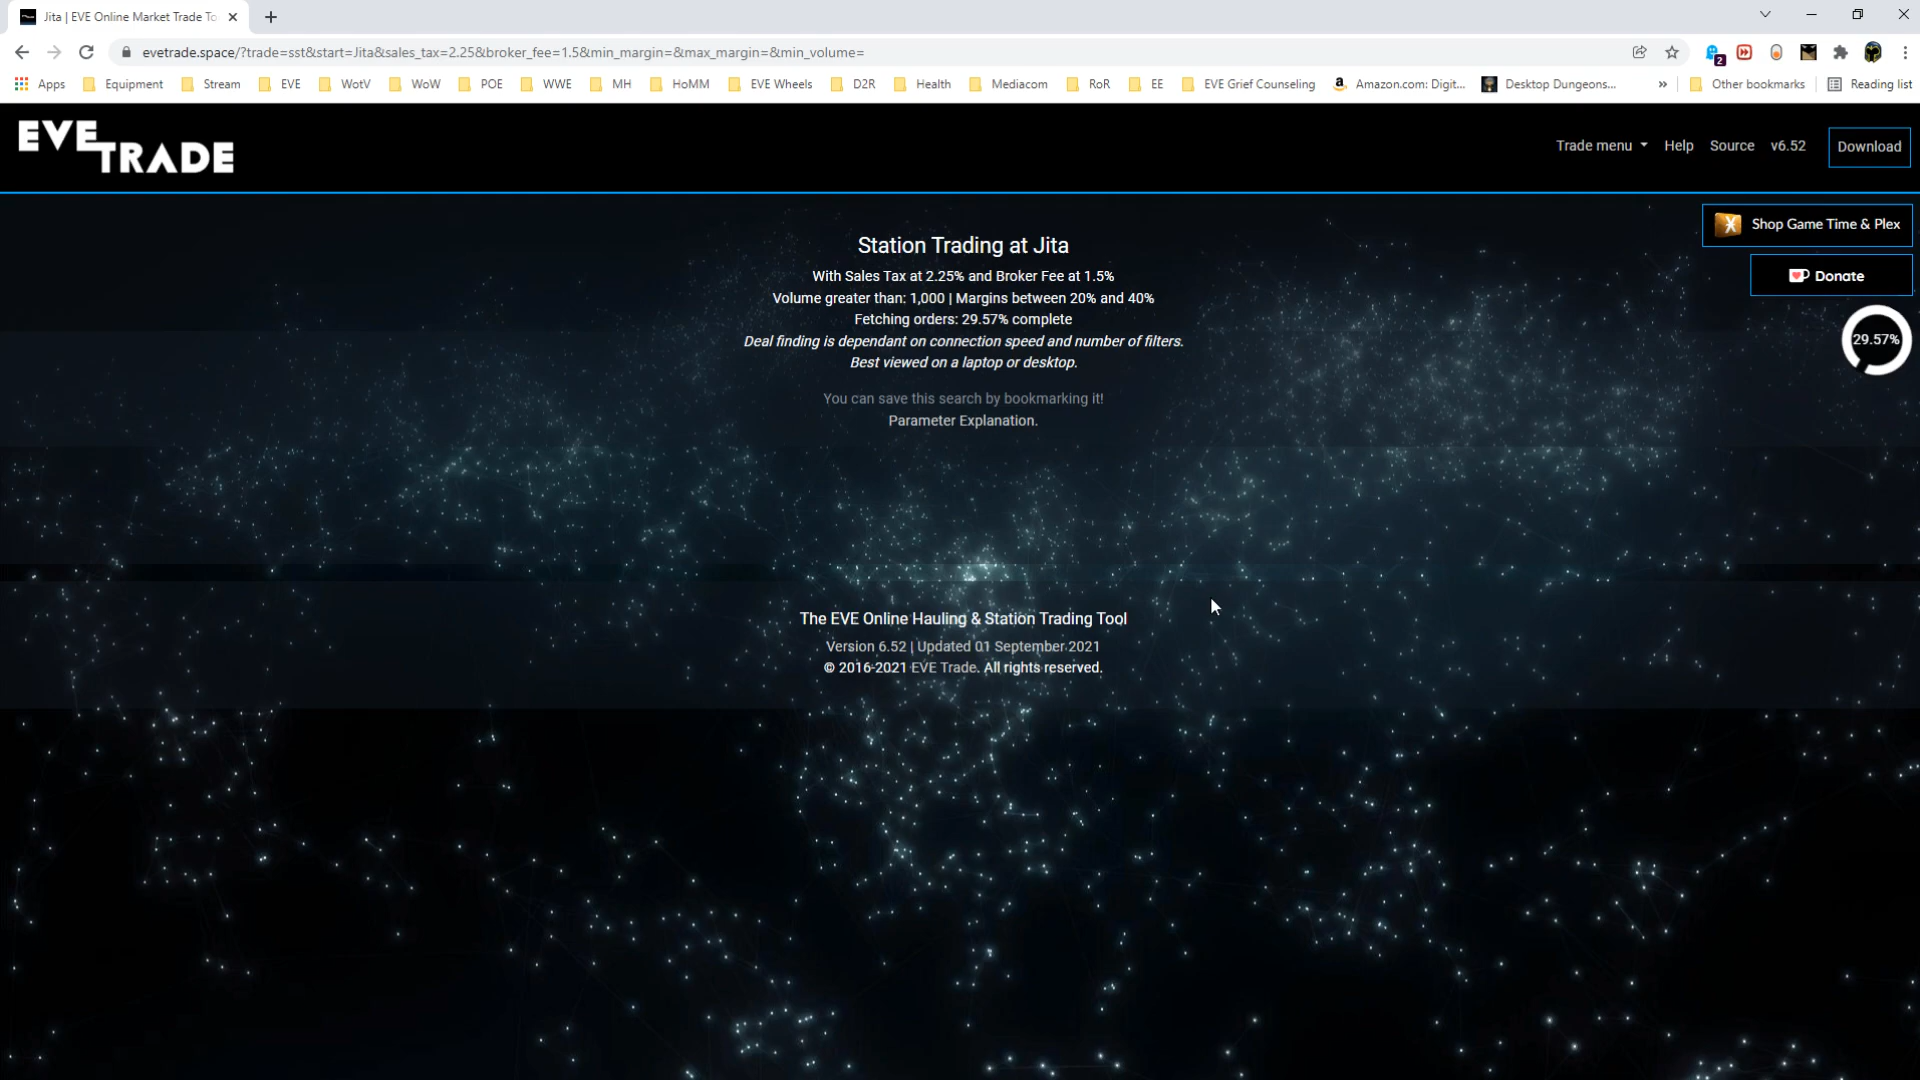 Jita | EVE Online Market Trade To
evetrade.space/?trade=sst&start=Jita&sales_tax=2.25&broker_fee=1.5&min_margin=&max_margin=&min_volume=
2
Apps Equipment Stream EVE WotV WoW POE WWE MH HoMM EVE Wheels D2R Health Mediacom RoR EE EVE Grief Counseling Amazon.com: Digit... Desktop Dungeons... » Other bookmarks Reading list
EVE
TRADE
Trade menu Help Source v6.52 Download
Shop Game Time & Plex
Donate
29.57%
Station Trading at Jita
With Sales Tax at 2.25% and Broker Fee at 1.5%
Volume greater than: 1,000 | Margins between 20% and 40%
Fetching orders: 29.57% complete
Deal finding is dependant on connection speed and number of filters.
Best viewed on a laptop or desktop.
You can save this search by bookmarking it!
Parameter Explanation.
The EVE Online Hauling & Station Trading Tool
Version 6.52 | Updated 01 September 2021
© 2016-2021 EVE Trade. All rights reserved.